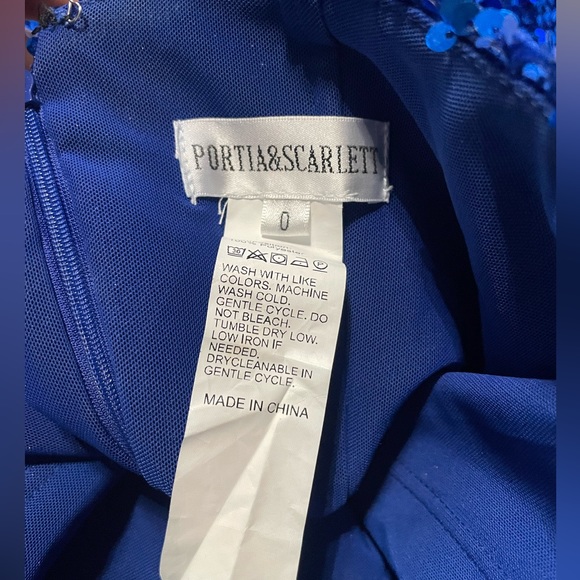 PORTIA&SCARLETT
0
30 P
WASH WITH LIKE
COLORS. MACHINE
WASH COLD.
GENTLE CYCLE. DO
NOT BLEACH.
TUMBLE DRY LOW.
LOW IRON IF
NEEDED.
DRYCLEANABLE IN
GENTLE CYCLE.
MADE IN CHINA